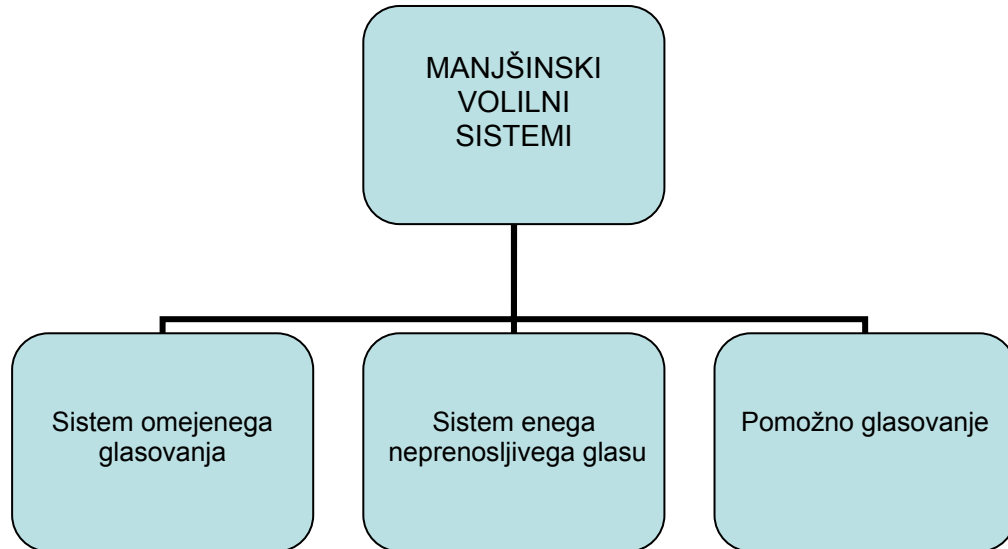 MANJŠINSKI
VOLILNI
SISTEMI
Sistem omejenega
glasovanja
Sistem enega
neprenosljivega glasu
Pomožno glasovanje